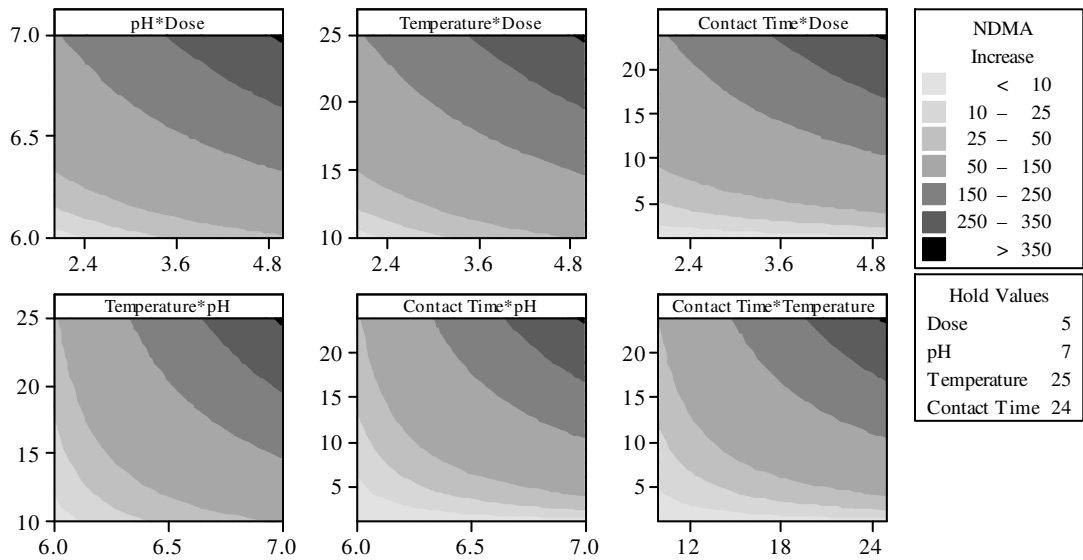 pH*Dose
7.0
6.5
6.0
2.4 3.6 4.8
Temperature*Dose
25
20
15
10
2.4 3.6 4.8
Contact Time*Dose
20
15
10
5
2.4 3.6 4.8
Temperature*pH
25
20
15
10
6.0 6.5 7.0
Contact Time*pH
20
15
10
5
6.0 6.5 7.0
Contact Time*Temperature
20
15
10
5
12 18 24
NDMA
Increase
< 10
10 – 25
25 – 50
50 – 150
150 – 250
250 – 350
> 350
Hold Values
Dose 5
pH 7
Temperature 25
Contact Time 24